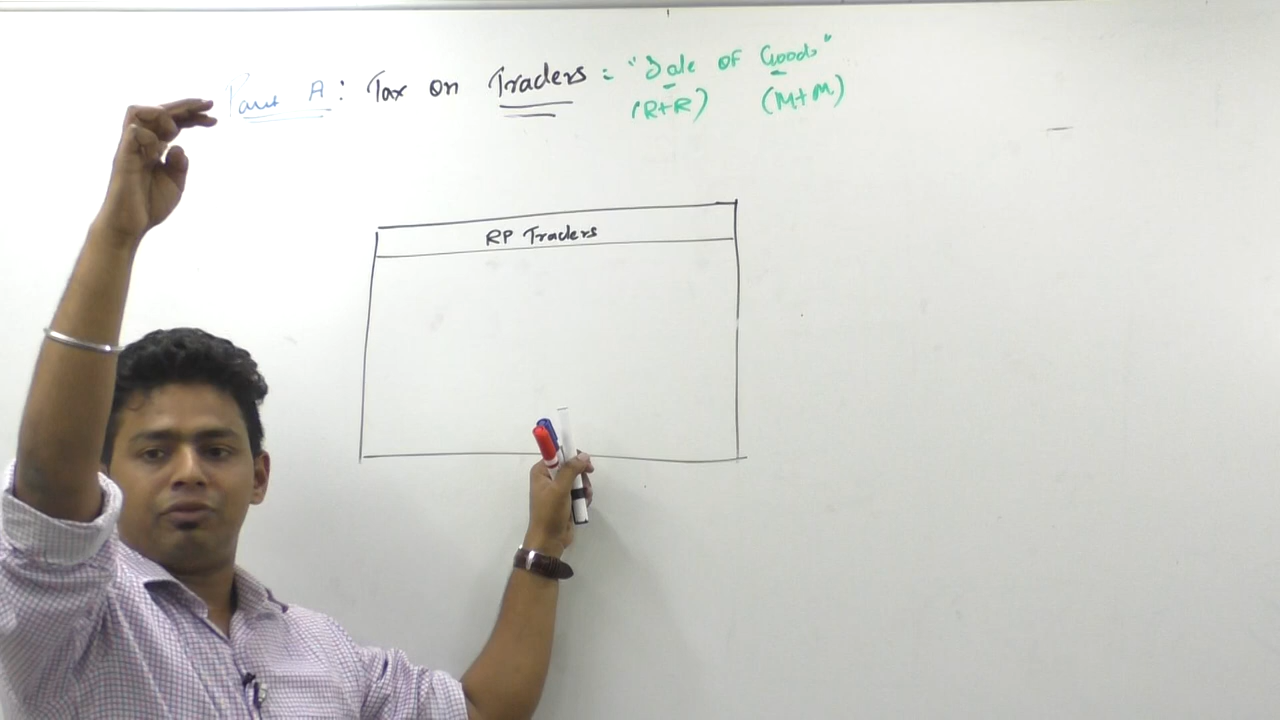 Part A : Tax on Traders : "Sale of Goods"
(R+R) (M+M)
RP Traders